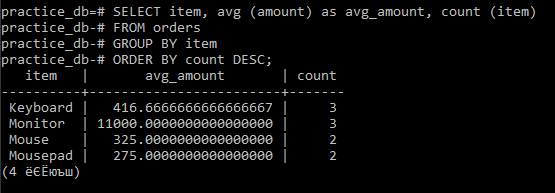 practice_db=# SELECT item, avg (amount) as avg_amount, count (item)
practice_db-# FROM orders
practice_db-# GROUP BY item
practice_db-# ORDER BY count DESC;
item | avg_amount | count
----------+------------------------+-------
Keyboard | 416.6666666666666667 | 3
Monitor | 11000.0000000000000000 | 3
Mouse | 325.0000000000000000 | 2
Mousepad | 275.0000000000000000 | 2
(4 ёЄЁюъш)